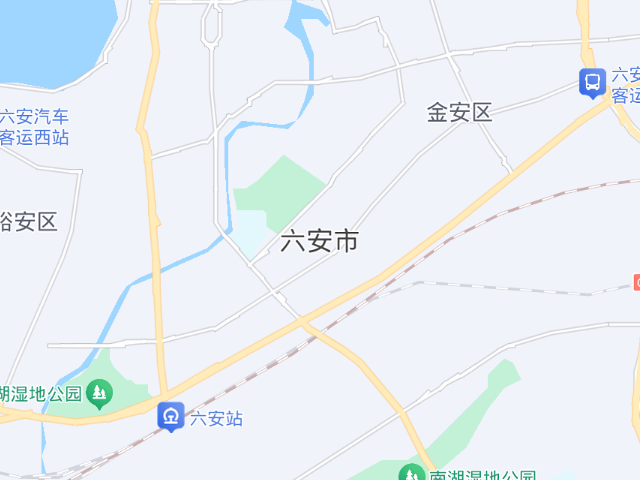 六安
客运
六安汽车
客运西站
金安区
裕安区
六安市
湖湿地公园
六安站
南湖湿地公园